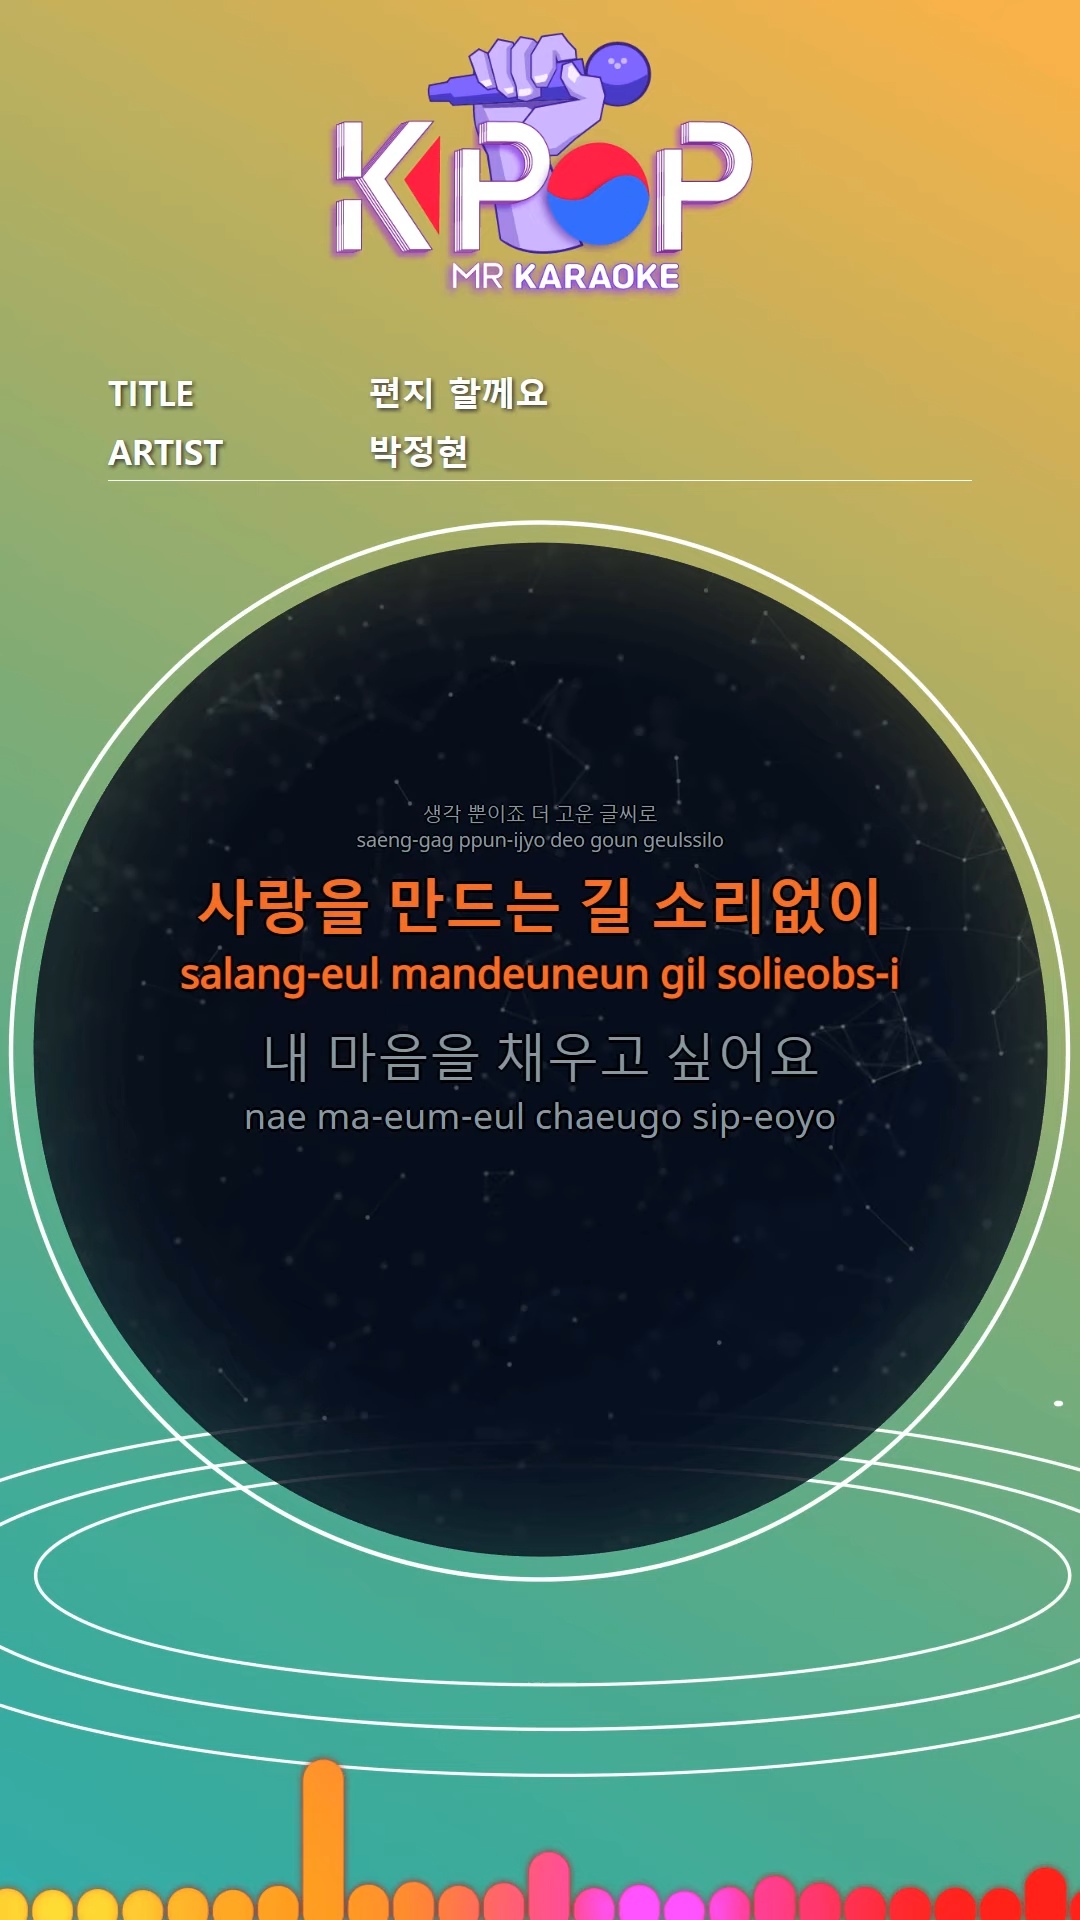 KPOP
MR KARAOKE
TITLE 편지 할께요
ARTIST 박정현
생각 뿐이죠 더 고운 글씨로
saeng-gag ppun-ijyo deo goun geulssilo
사랑을 만드는 길 소리없이
salang-eul mandeuneun gil solieobs-i
내 마음을 채우고 싶어요
nae ma-eum-eul chaeugo sip-eoyo